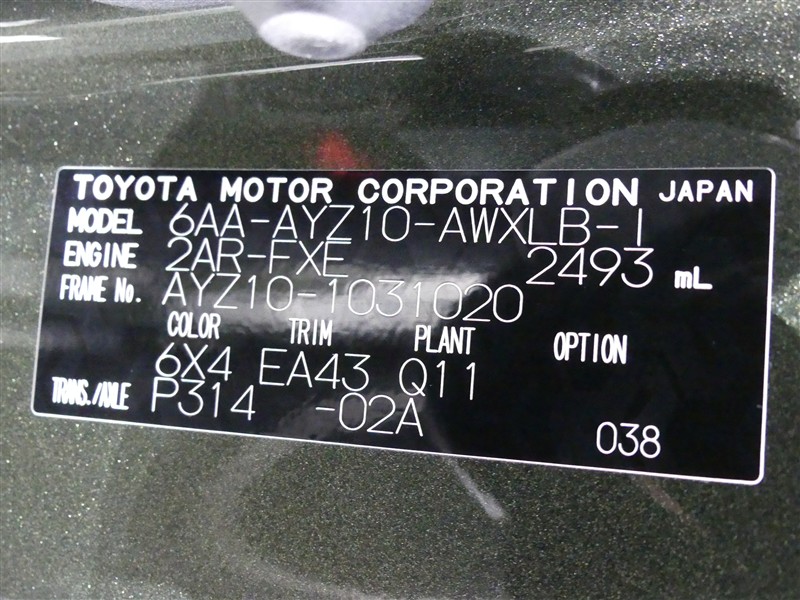 TOYOTA MOTOR CORPORATION JAPAN
MODEL 6AA-AYZ10-AWXLB-I
ENGINE 2AR-FXE 2493 mL
FRAME No. AYZ10-1031020
COLOR TRIM PLANT OPTION
6X4 EA43 Q11
TRANS./AXLE P314 -02A 038